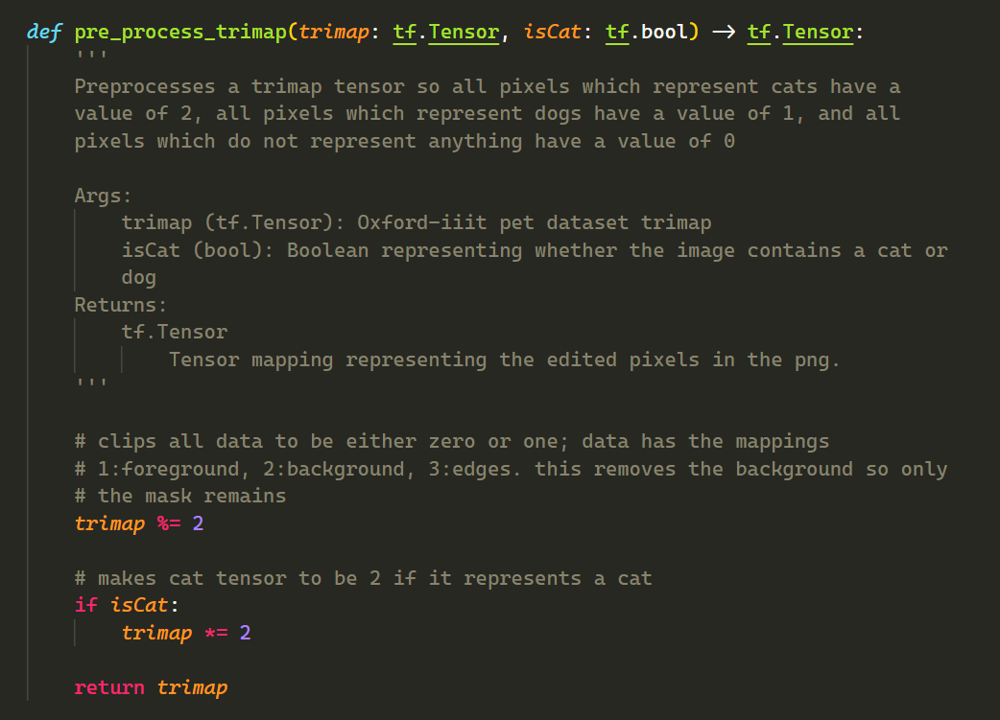 def pre_process_trimap(trimap: tf.Tensor, isCat: tf.bool) -> tf.Tensor:
    '''
    Preprocesses a trimap tensor so all pixels which represent cats have a
    value of 2, all pixels which represent dogs have a value of 1, and all
    pixels which do not represent anything have a value of 0

    Args:
        trimap (tf.Tensor): Oxford-iiit pet dataset trimap
        isCat (bool): Boolean representing whether the image contains a cat or
        dog
    Returns:
        tf.Tensor
            Tensor mapping representing the edited pixels in the png.
    '''

    # clips all data to be either zero or one; data has the mappings
    # 1:foreground, 2:background, 3:edges. this removes the background so only
    # the mask remains
    trimap %= 2

    # makes cat tensor to be 2 if it represents a cat
    if isCat:
        trimap *= 2

    return trimap